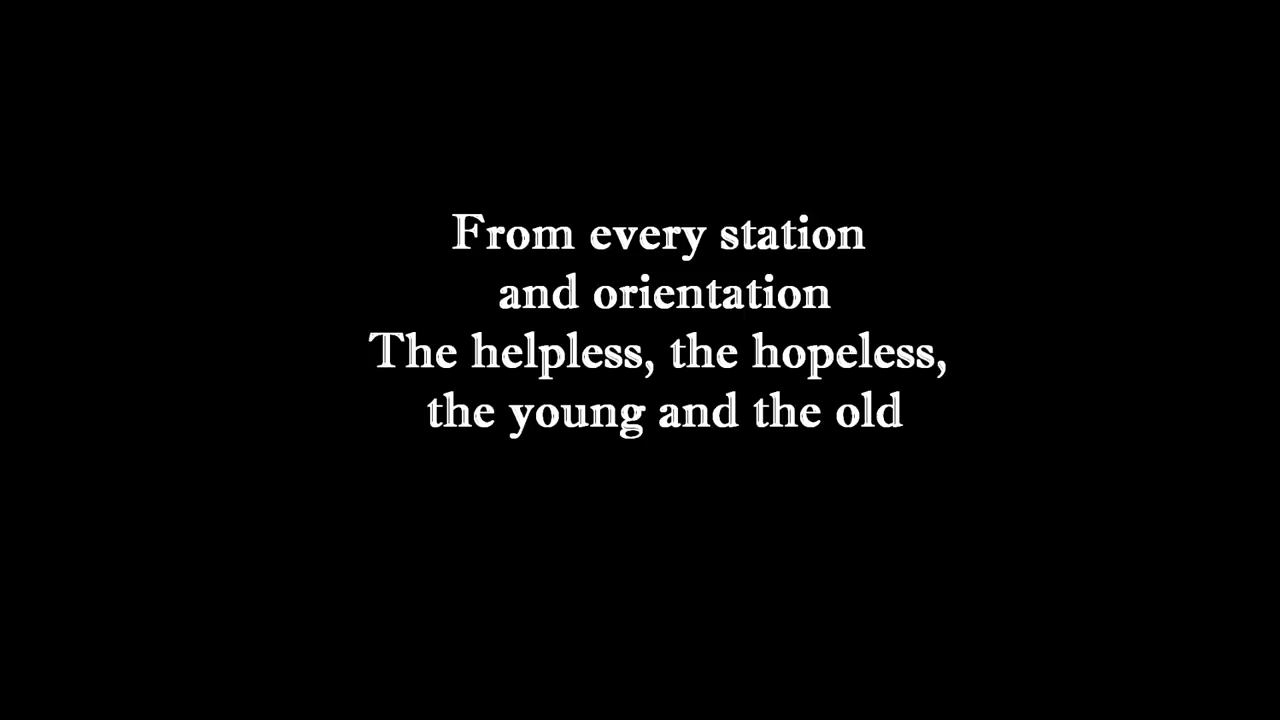 From every station
and orientation
The helpless, the hopeless,
the young and the old